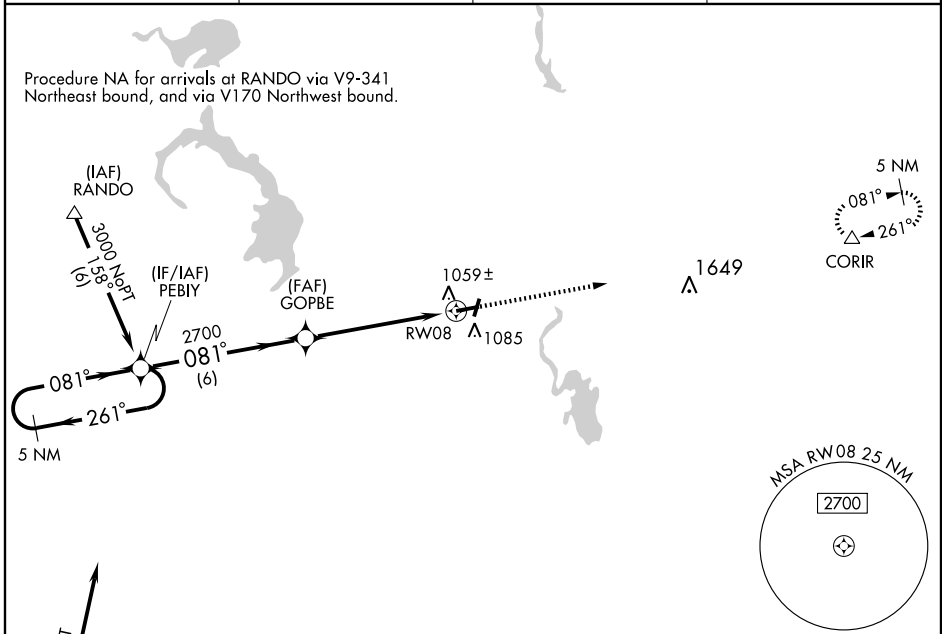 Procedure NA for arrivals at RANDO via V9-341
Northeast bound, and via V170 Northwest bound.
(IAF)
RANDO
3000 NoPT
158°
(6)
(IF/IAF)
PEBIY
(FAF)
GOPBE
2700
081°
(6)
081°
261°
5 NM
1059±
RW08
1085
1649
5 NM
081°
261°
CORIR
MSA RW08 25 NM
2700